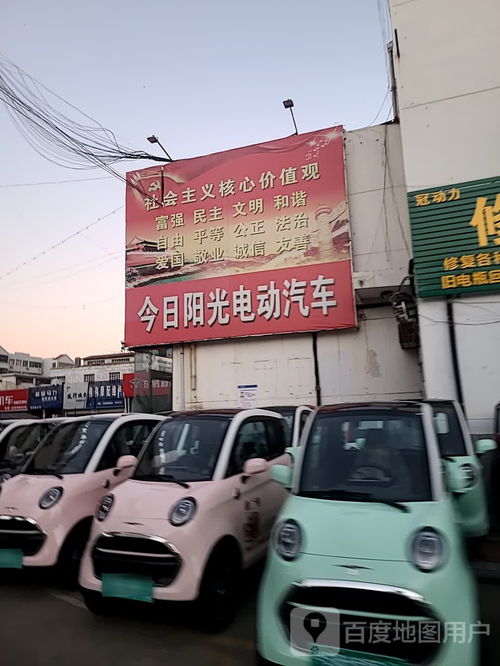 社会主义核心价值观
富强 民主 文明 和谐
自由 平等 公正 法治
爱国 敬业 诚信 友善
今日阳光电动汽车
冠动力
修
修复各
阳电瓶
百度地图用户